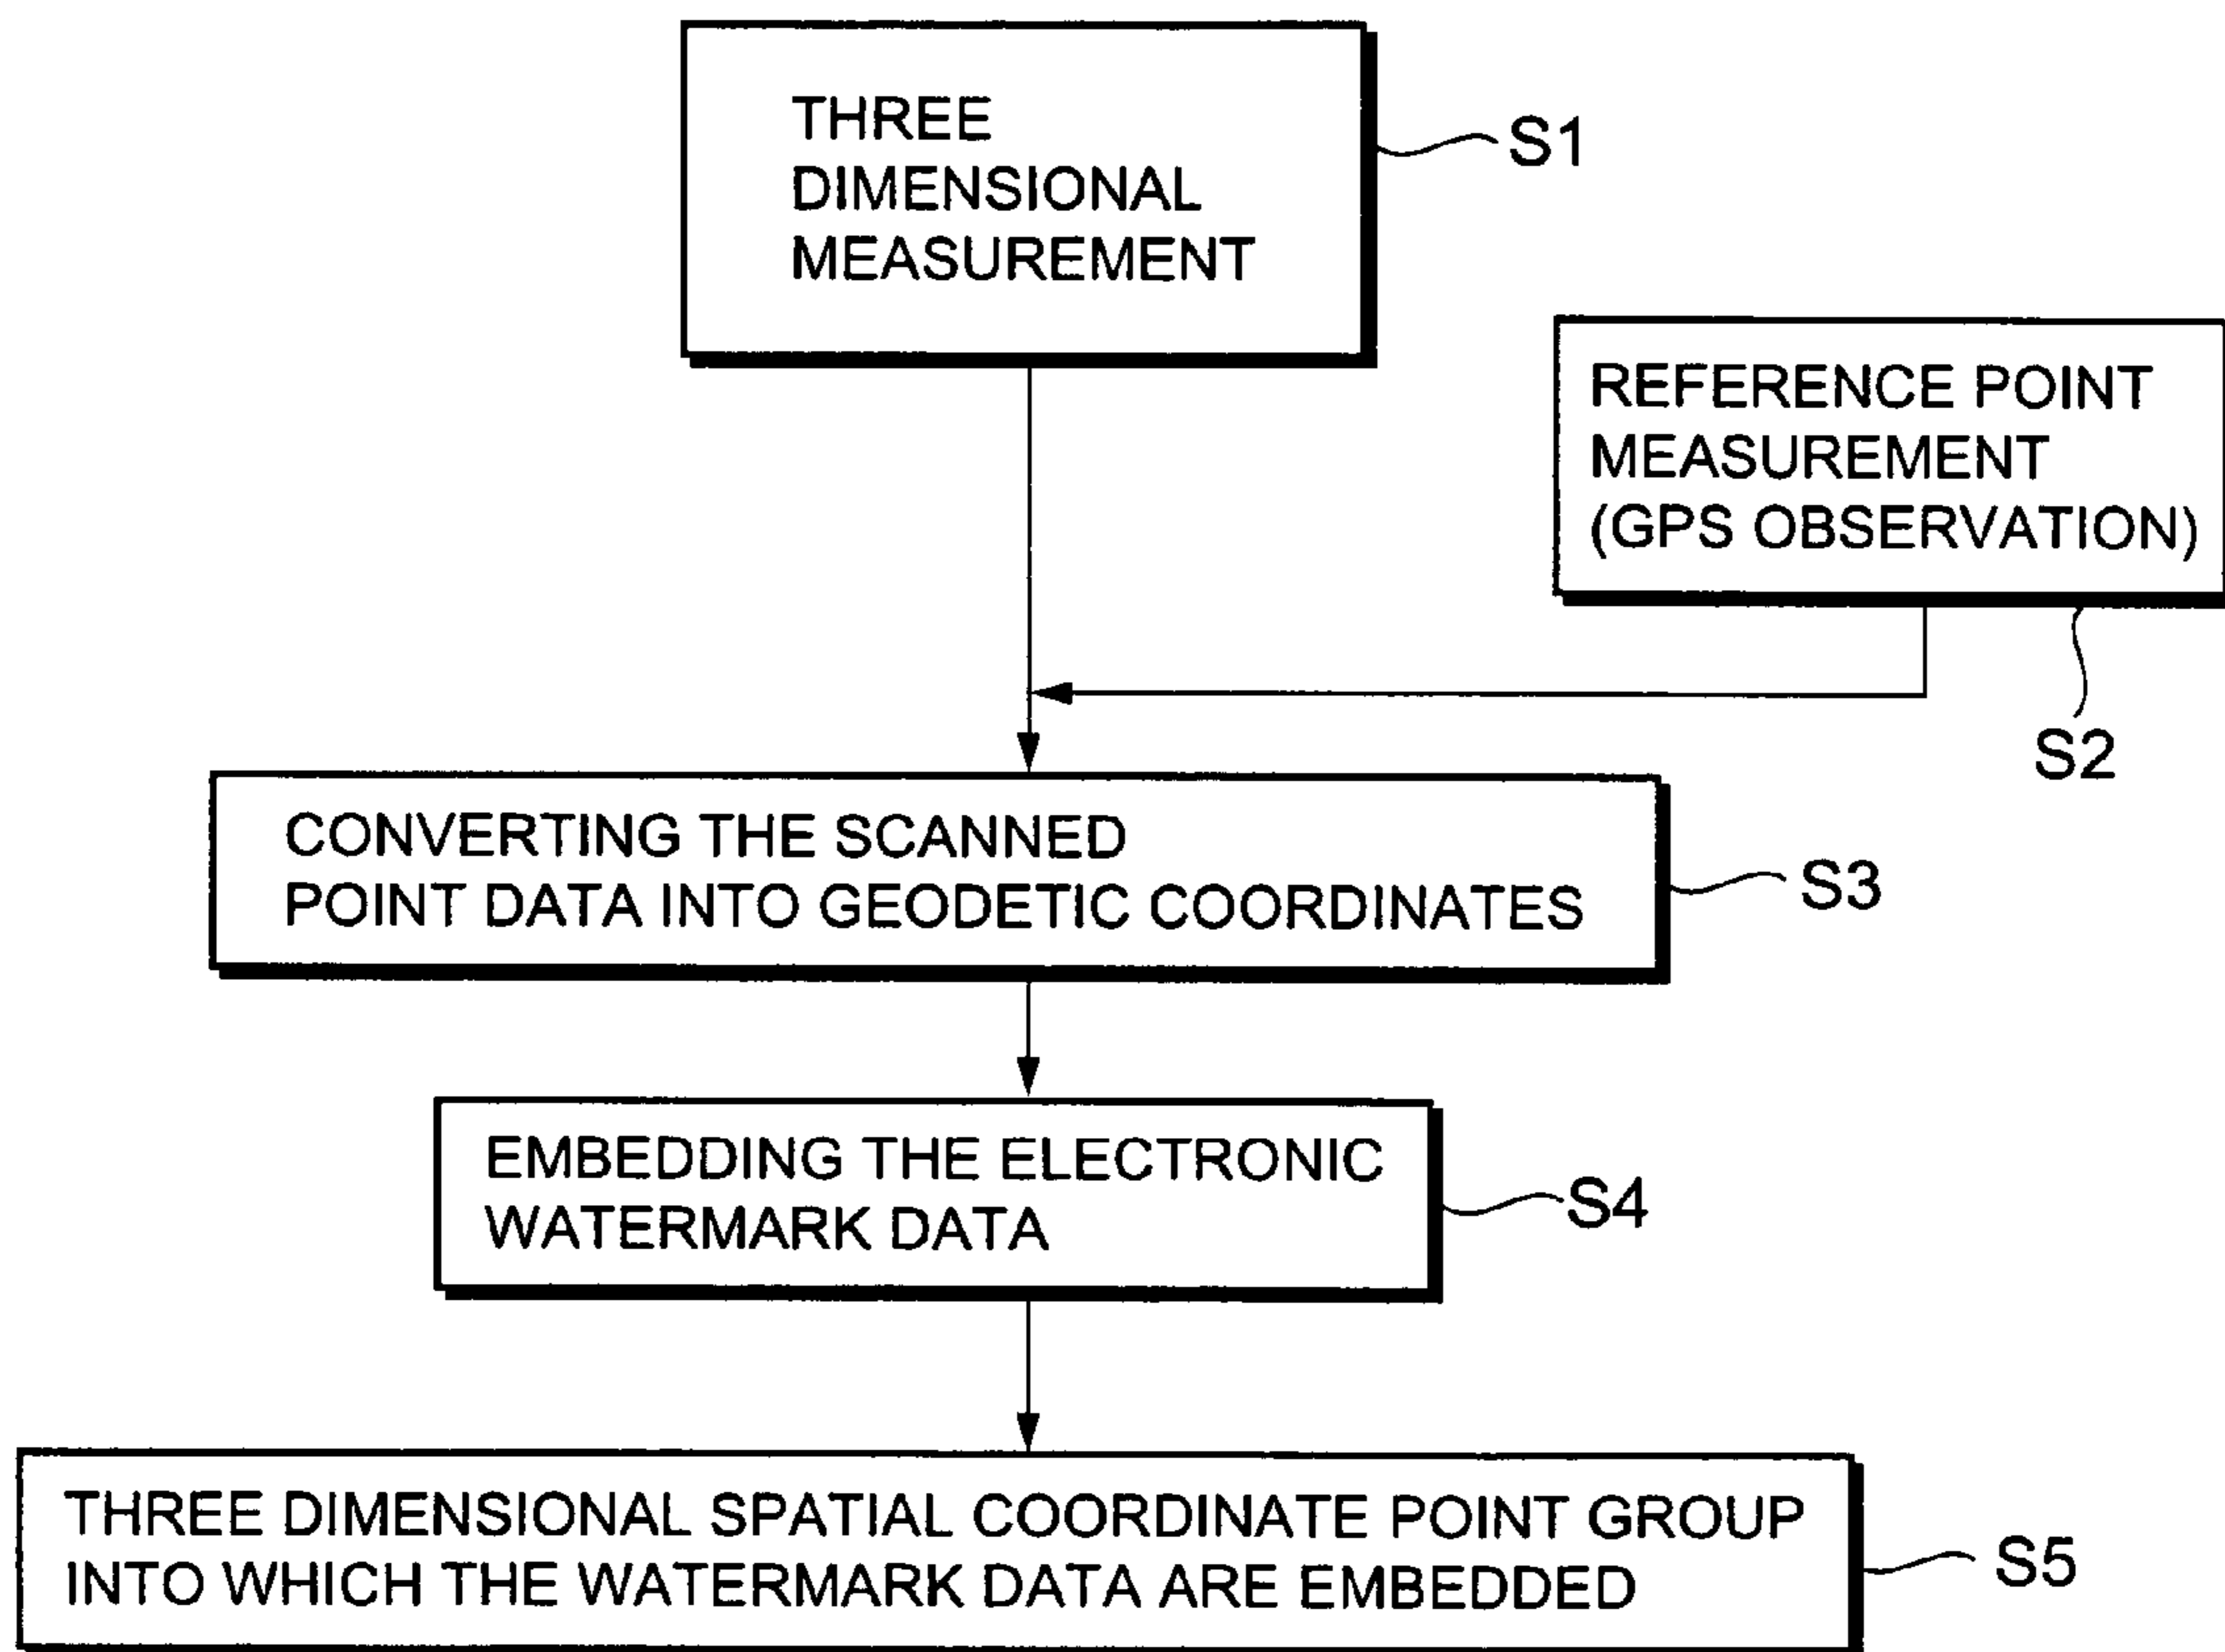 THREE
DIMENSIONAL
MEASUREMENT
S1
REFERENCE POINT
MEASUREMENT
(GPS OBSERVATION)
S2
CONVERTING THE SCANNED
POINT DATA INTO GEODETIC COORDINATES
S3
EMBEDDING THE ELECTRONIC
WATERMARK DATA
S4
THREE DIMENSIONAL SPATIAL COORDINATE POINT GROUP
INTO WHICH THE WATERMARK DATA ARE EMBEDDED
S5